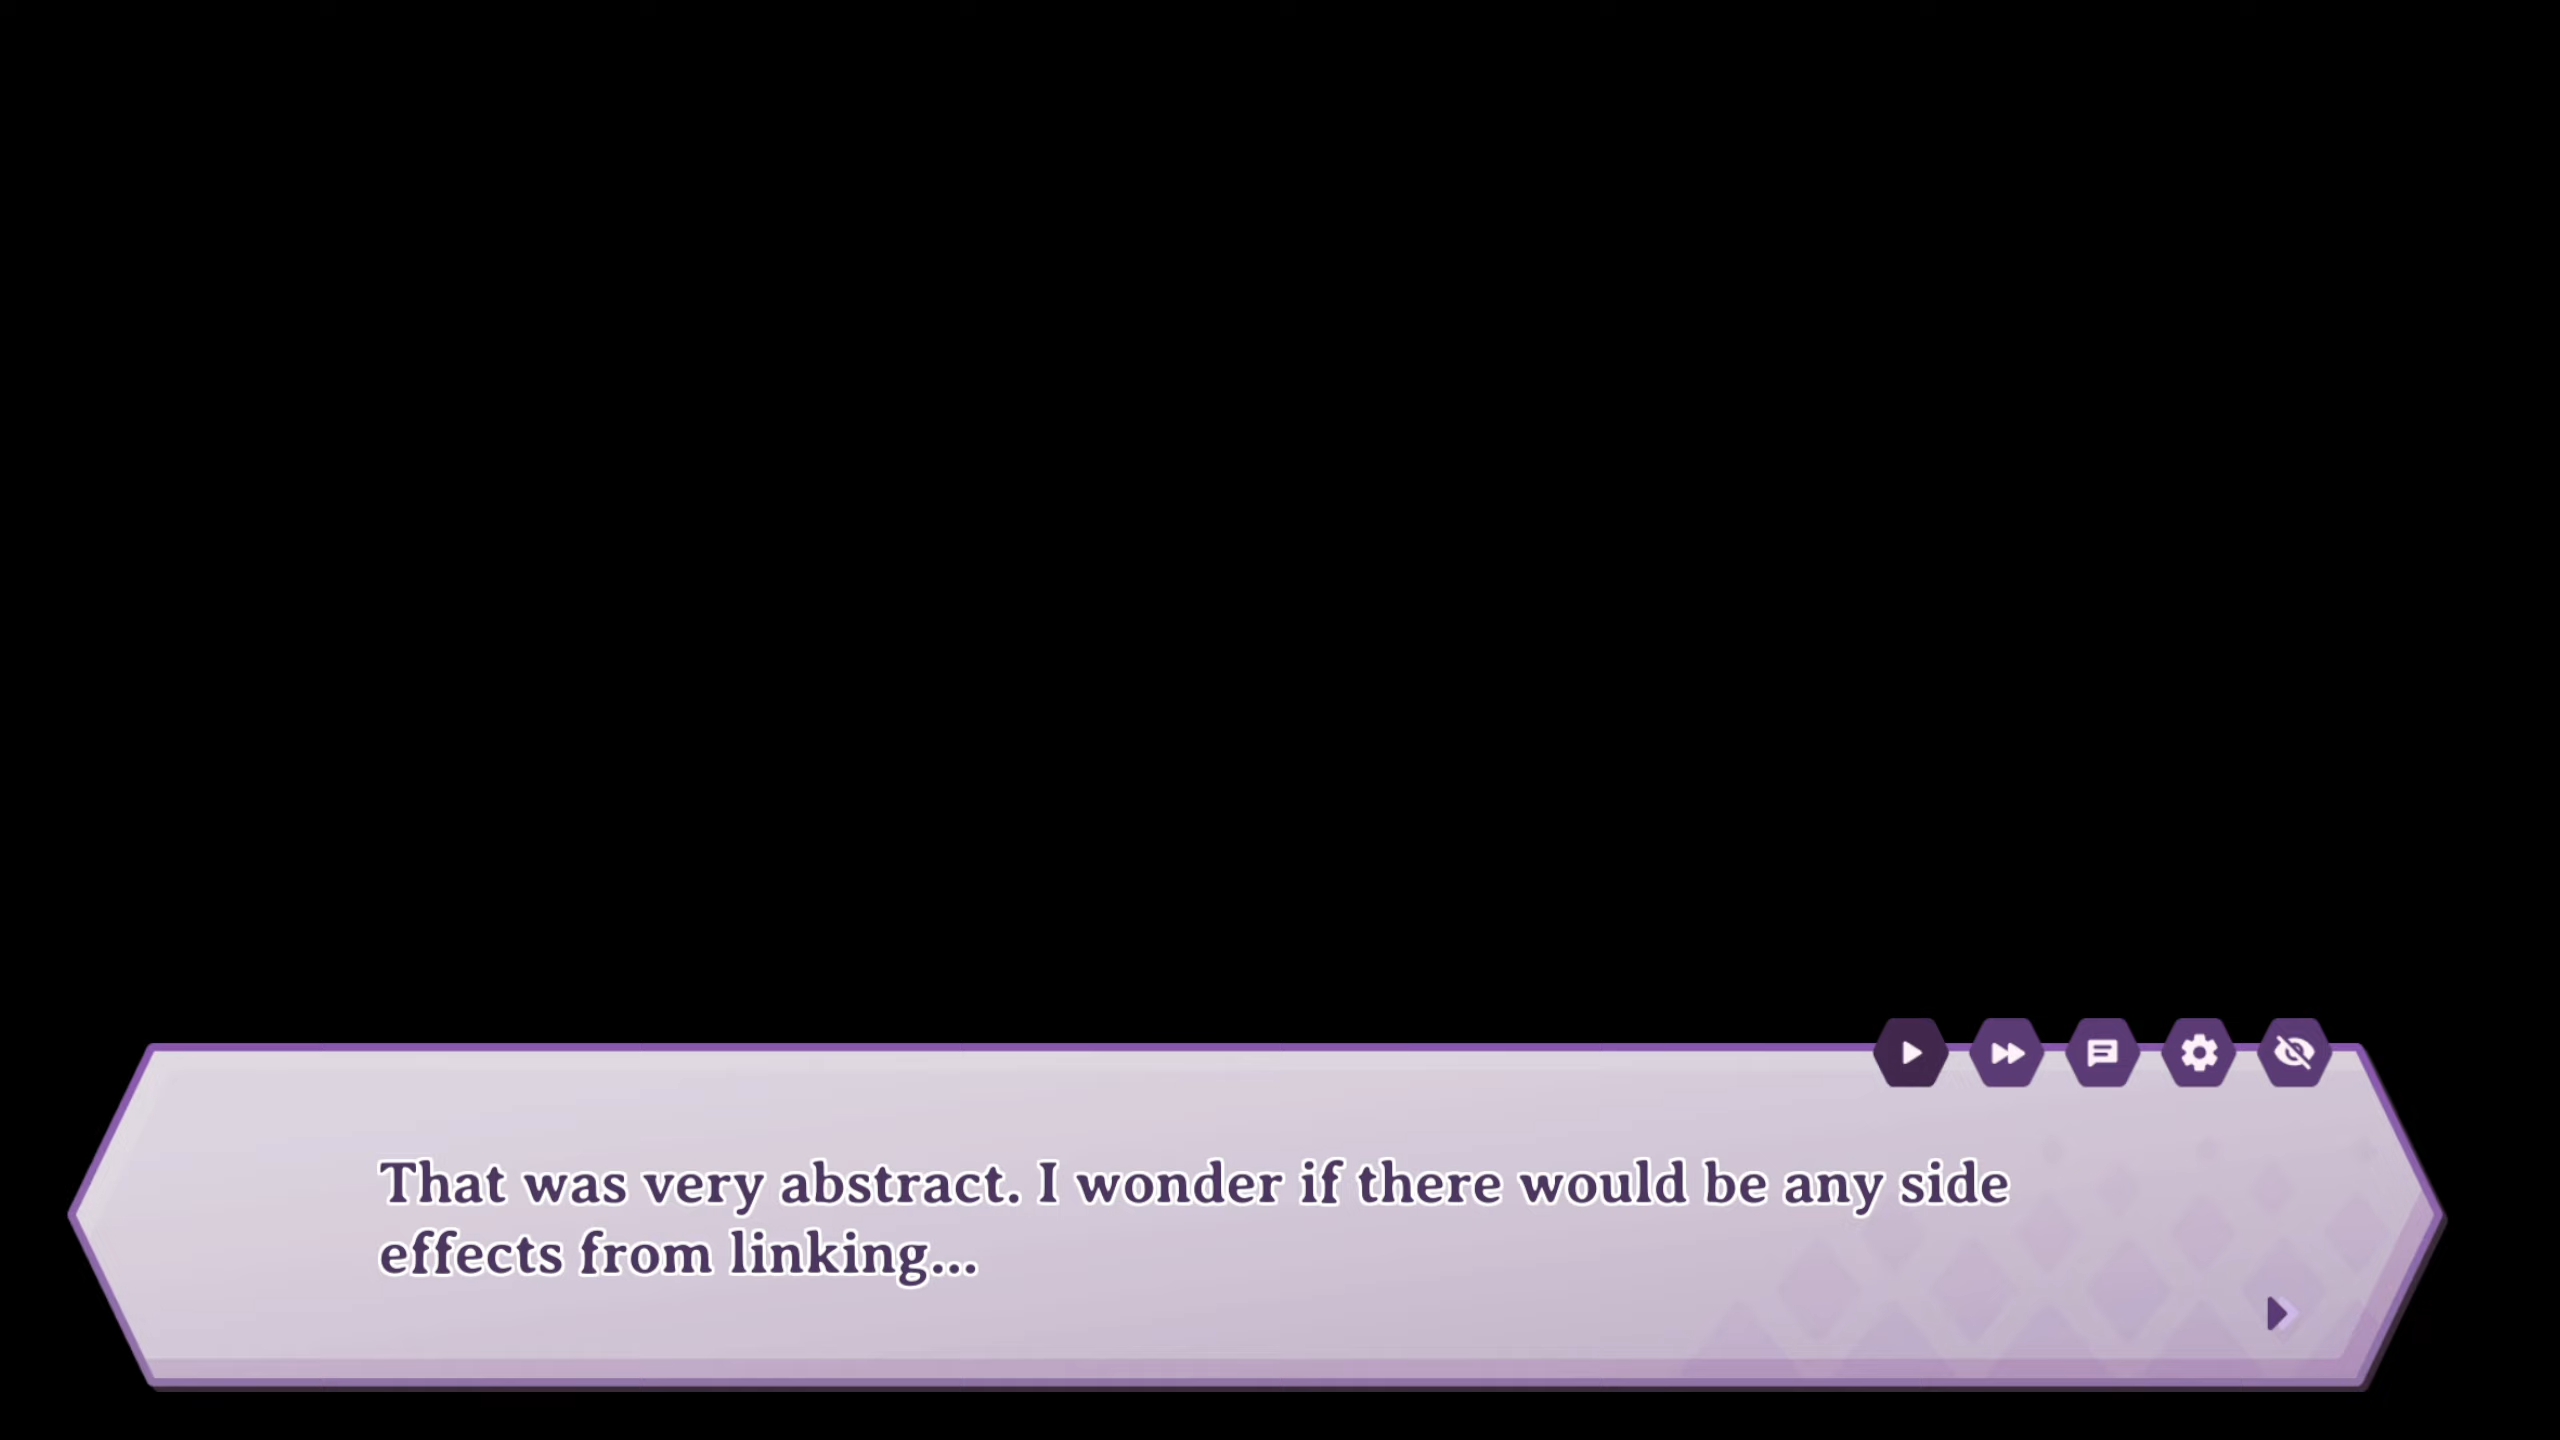 That was very abstract. I wonder if there would be any side
effects from linking...